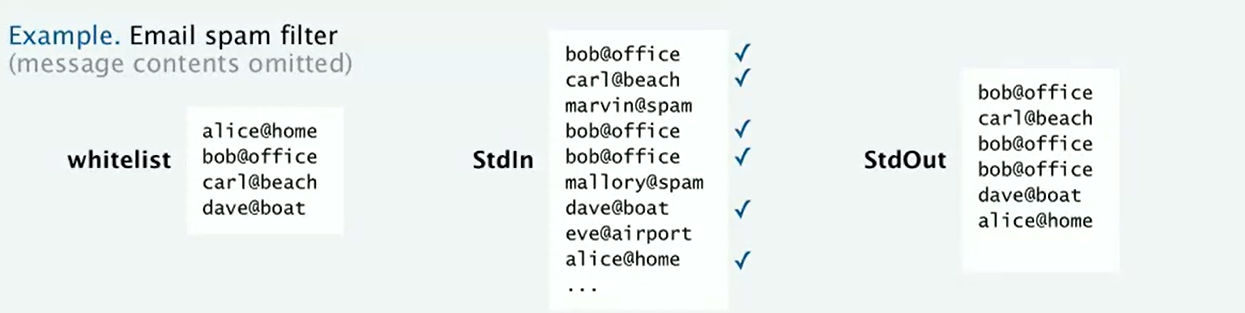 Example. Email spam filter
(message contents omitted)
whitelist
alice@home
bob@office
carl@beach
dave@boat
StdIn
bob@office ✓
carl@beach ✓
marvin@spam
bob@office ✓
bob@office ✓
mallory@spam
dave@boat ✓
eve@airport
alice@home ✓
...
StdOut
bob@office
carl@beach
bob@office
bob@office
dave@boat
alice@home